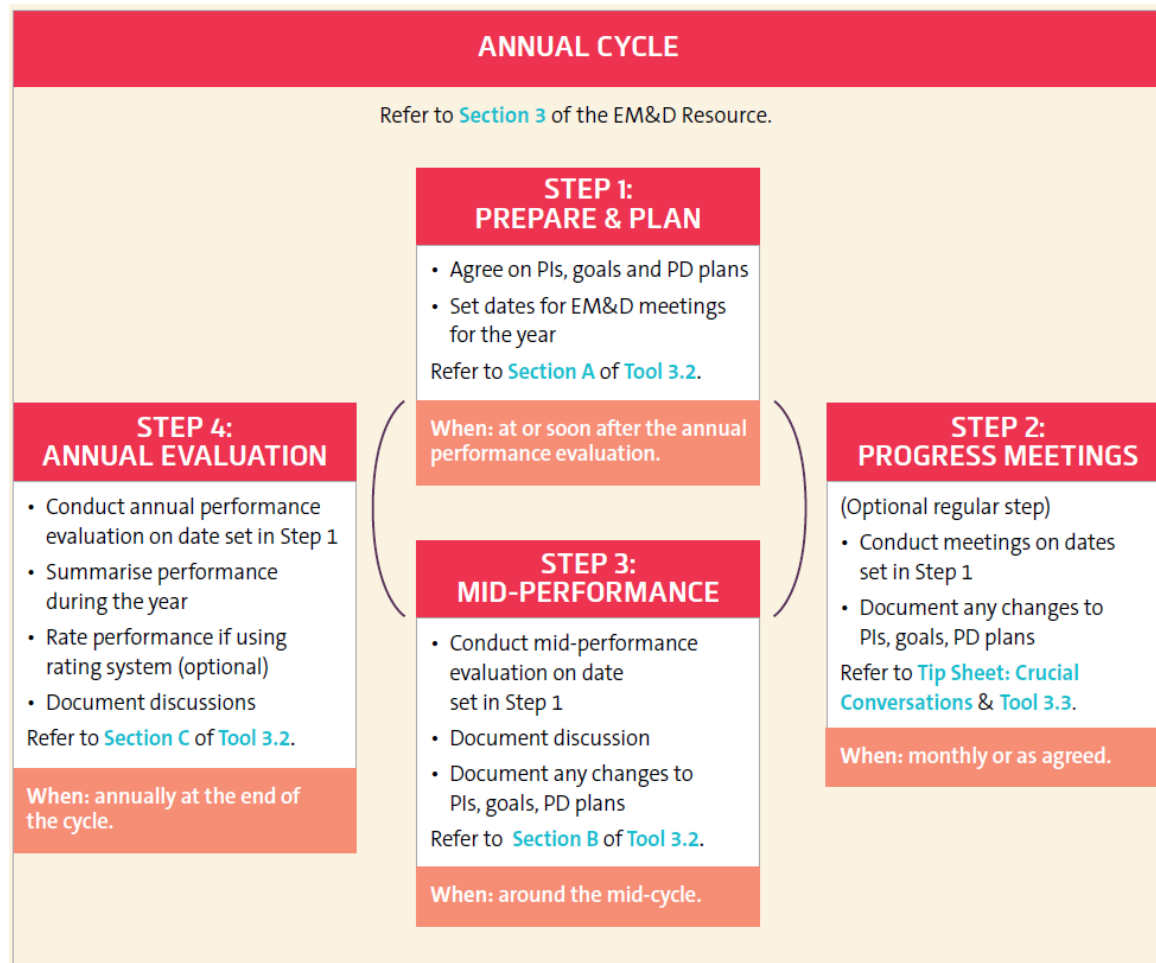 ANNUAL CYCLE
Refer to Section 3 of the EM&D Resource.
STEP 1:
PREPARE & PLAN
• Agree on PIs, goals and PD plans
• Set dates for EM&D meetings
for the year
Refer to Section A of Tool 3.2.
When: at or soon after the annual
performance evaluation.
STEP 2:
PROGRESS MEETINGS
(Optional regular step)
• Conduct meetings on dates
set in Step 1
• Document any changes to
PIs, goals, PD plans
Refer to Tip Sheet: Crucial
Conversations & Tool 3.3.
When: monthly or as agreed.
STEP 3:
MID-PERFORMANCE
• Conduct mid-performance
evaluation on date
set in Step 1
• Document discussion
• Document any changes to
PIs, goals, PD plans
Refer to Section B of Tool 3.2.
When: around the mid-cycle.
STEP 4:
ANNUAL EVALUATION
• Conduct annual performance
evaluation on date set in Step 1
• Summarise performance
during the year
• Rate performance if using
rating system (optional)
• Document discussions
Refer to Section C of Tool 3.2.
When: annually at the end of
the cycle.